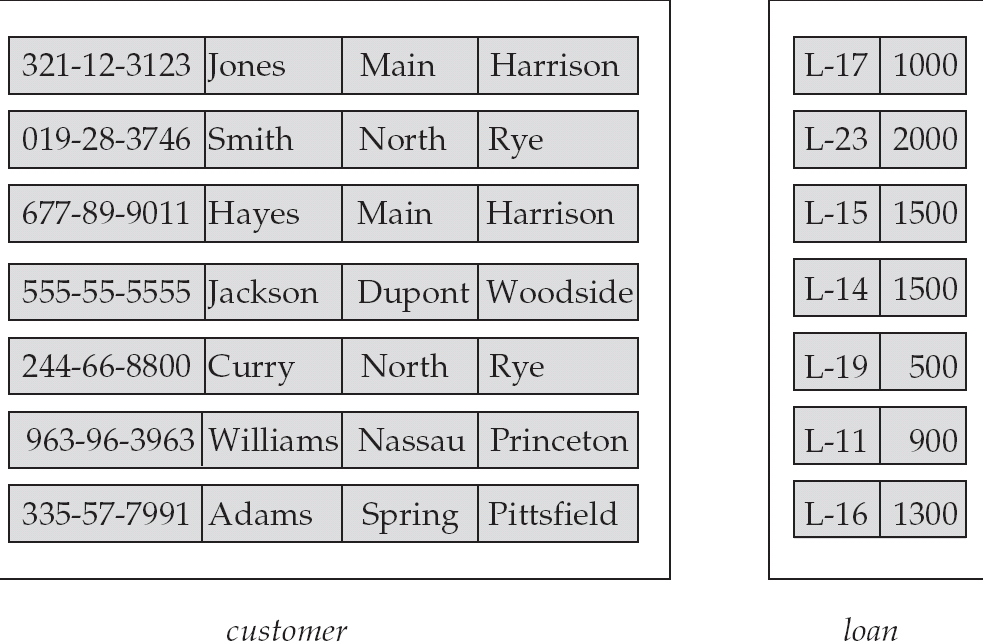 321-12-3123 Jones Main Harrison
019-28-3746 Smith North Rye
677-89-9011 Hayes Main Harrison
555-55-5555 Jackson Dupont Woodside
244-66-8800 Curry North Rye
963-96-3963 Williams Nassau Princeton
335-57-7991 Adams Spring Pittsfield
customer
L-17 1000
L-23 2000
L-15 1500
L-14 1500
L-19 500
L-11 900
L-16 1300
loan